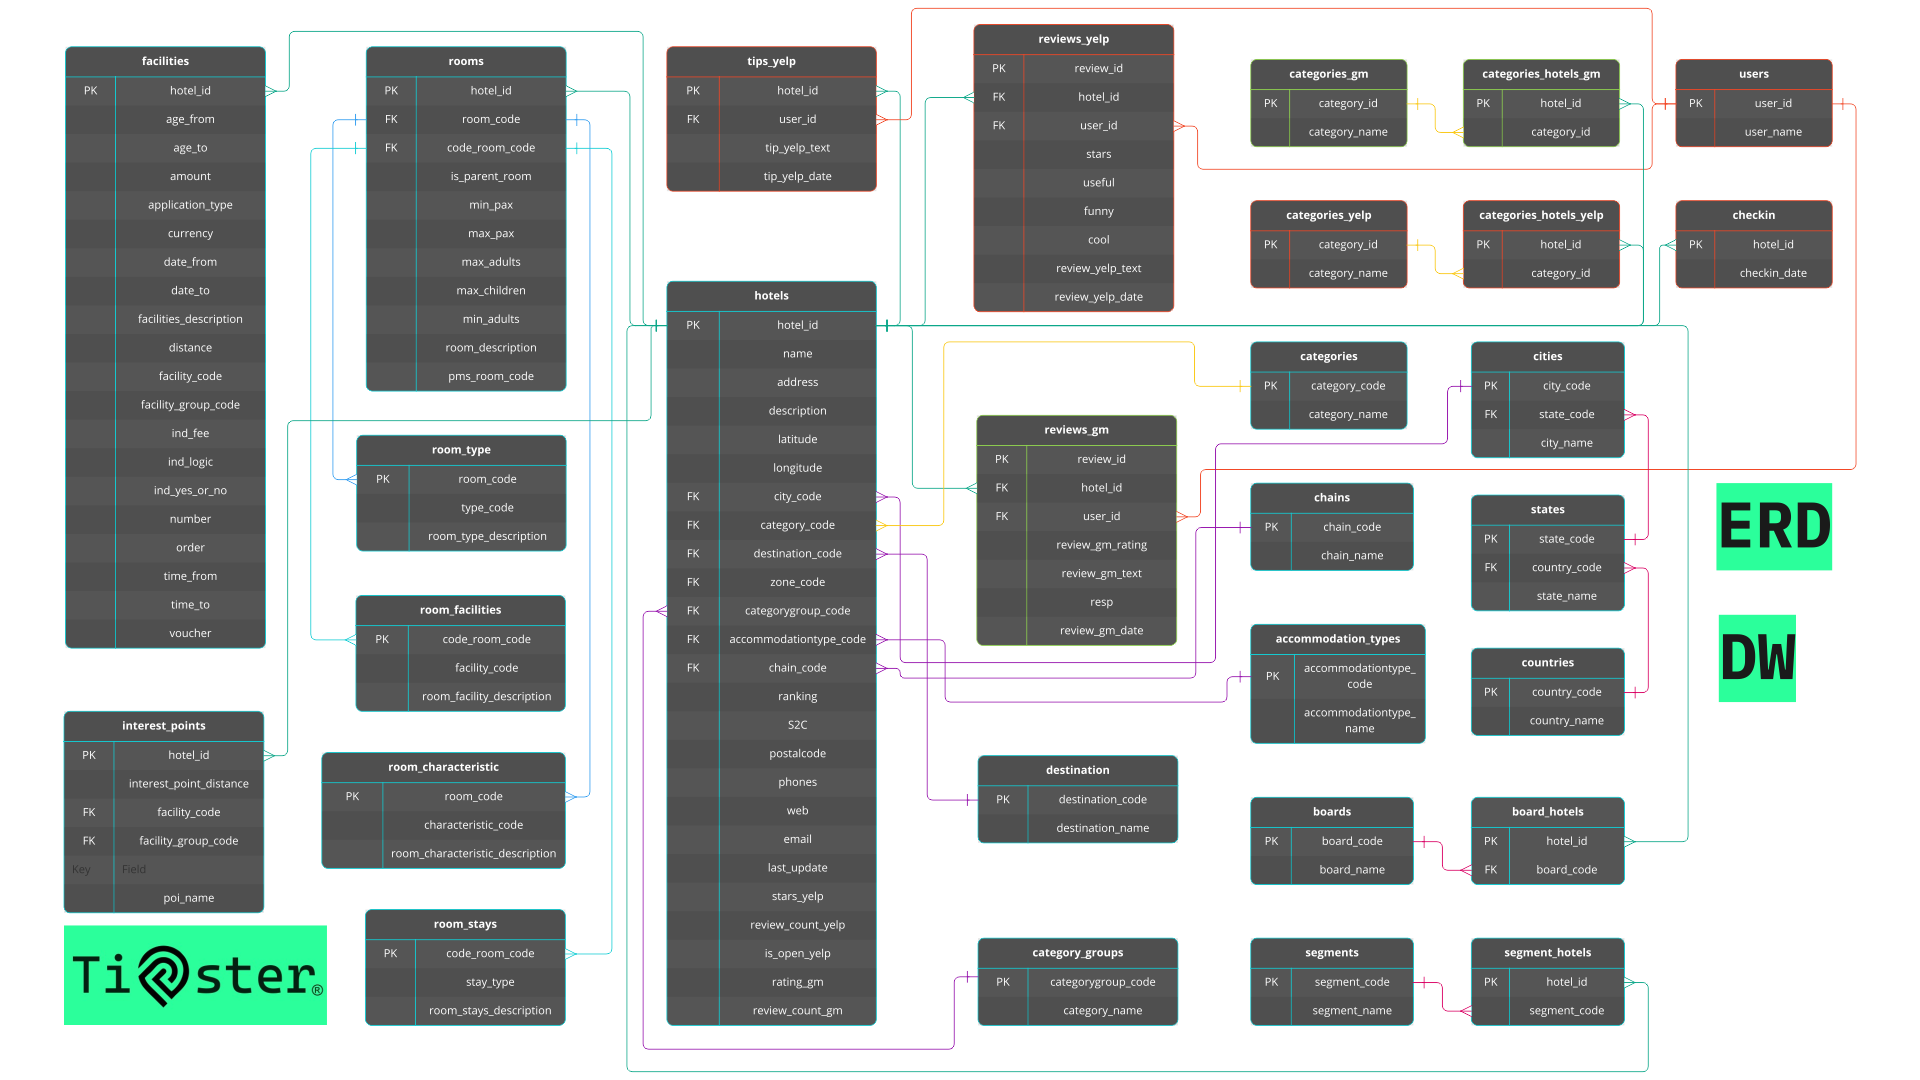 facilities
PK hotel_id
age_from
age_to
amount
application_type
currency
date_from
date_to
facilities_description
distance
facility_code
facility_group_code
ind_fee
ind_logic
ind_yes_or_no
number
order
time_from
time_to
voucher
interest_points
PK hotel_id
interest_point_distance
FK facility_code
FK facility_group_code
Key Field
poi_name
Tipster®
rooms
PK hotel_id
FK room_code
FK code_room_code
is_parent_room
min_pax
max_pax
max_adults
max_children
min_adults
room_description
pms_room_code
room_type
PK room_code
type_code
room_type_description
room_facilities
PK code_room_code
facility_code
room_facility_description
room_characteristic
PK room_code
characteristic_code
room_characteristic_description
room_stays
PK code_room_code
stay_type
room_stays_description
tips_yelp
PK hotel_id
FK user_id
tip_yelp_text
tip_yelp_date
hotels
PK hotel_id
name
address
description
latitude
longitude
FK city_code
FK category_code
FK destination_code
FK zone_code
FK categorygroup_code
FK accommodationtype_code
FK chain_code
ranking
S2C
postalcode
phones
web
email
last_update
stars_yelp
review_count_yelp
is_open_yelp
rating_gm
review_count_gm
reviews_yelp
PK review_id
FK hotel_id
FK user_id
stars
useful
funny
cool
review_yelp_text
review_yelp_date
reviews_gm
PK review_id
FK hotel_id
FK user_id
review_gm_rating
review_gm_text
resp
review_gm_date
destination
PK destination_code
destination_name
category_groups
PK categorygroup_code
category_name
categories_gm
PK category_id
category_name
categories_hotels_gm
PK hotel_id
category_id
users
PK user_id
user_name
categories_yelp
PK category_id
category_name
categories_hotels_yelp
PK hotel_id
category_id
checkin
PK hotel_id
checkin_date
categories
PK category_code
category_name
cities
PK city_code
FK state_code
city_name
chains
PK chain_code
chain_name
states
PK state_code
FK country_code
state_name
accommodation_types
PK accommodationtype_
code
accommodationtype_
name
countries
PK country_code
country_name
boards
PK board_code
board_name
board_hotels
PK hotel_id
FK board_code
segments
PK segment_code
segment_name
segment_hotels
PK hotel_id
segment_code
ERD
DW